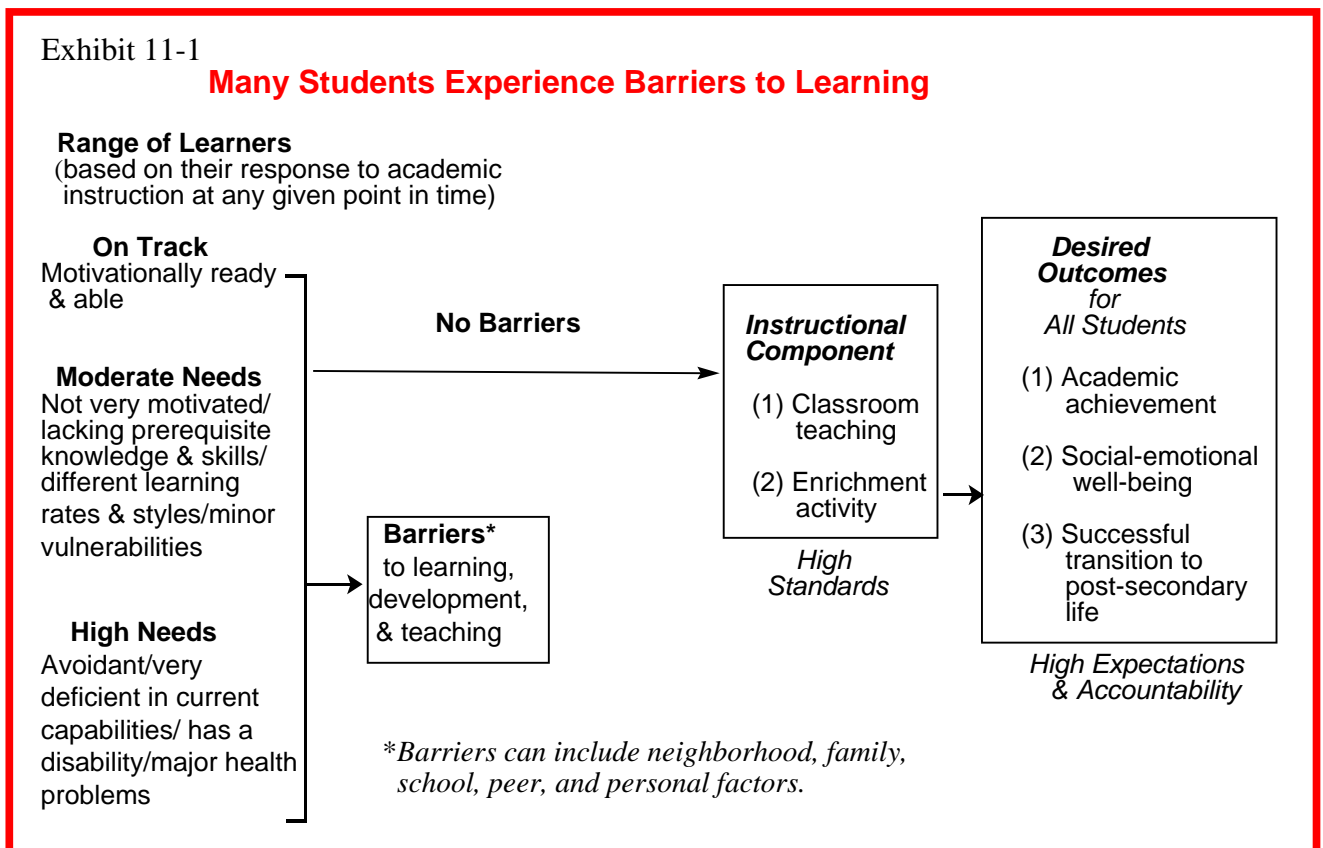 Exhibit 11-1
Many Students Experience Barriers to Learning
Range of Learners
(based on their response to academic
instruction at any given point in time)
On Track
Motivationally ready
& able
Moderate Needs
Not very motivated/
lacking prerequisite
knowledge & skills/
different learning
rates & styles/minor
vulnerabilities
High Needs
Avoidant/very
deficient in current
capabilities/ has a
disability/major health
problems
No Barriers
Barriers*
to learning,
development,
& teaching
*Barriers can include neighborhood, family,
school, peer, and personal factors.
Instructional
Component
(1) Classroom
teaching
(2) Enrichment
activity
High
Standards
Desired
Outcomes
for
All Students
(1) Academic
achievement
(2) Social-emotional
well-being
(3) Successful
transition to
post-secondary
life
High Expectations
& Accountability